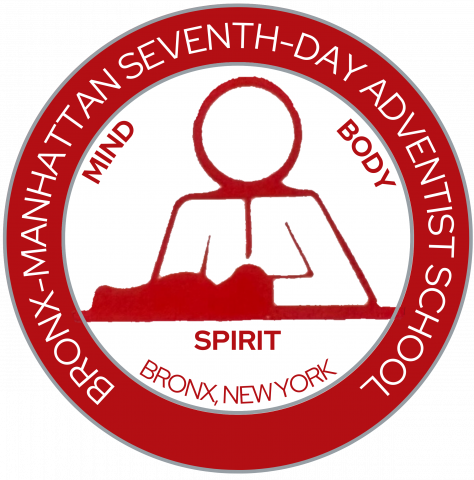 BRONX-MANHATTAN SEVENTH-DAY ADVENTIST SCHOOL
MIND
BODY
SPIRIT
BRONX, NEW YORK